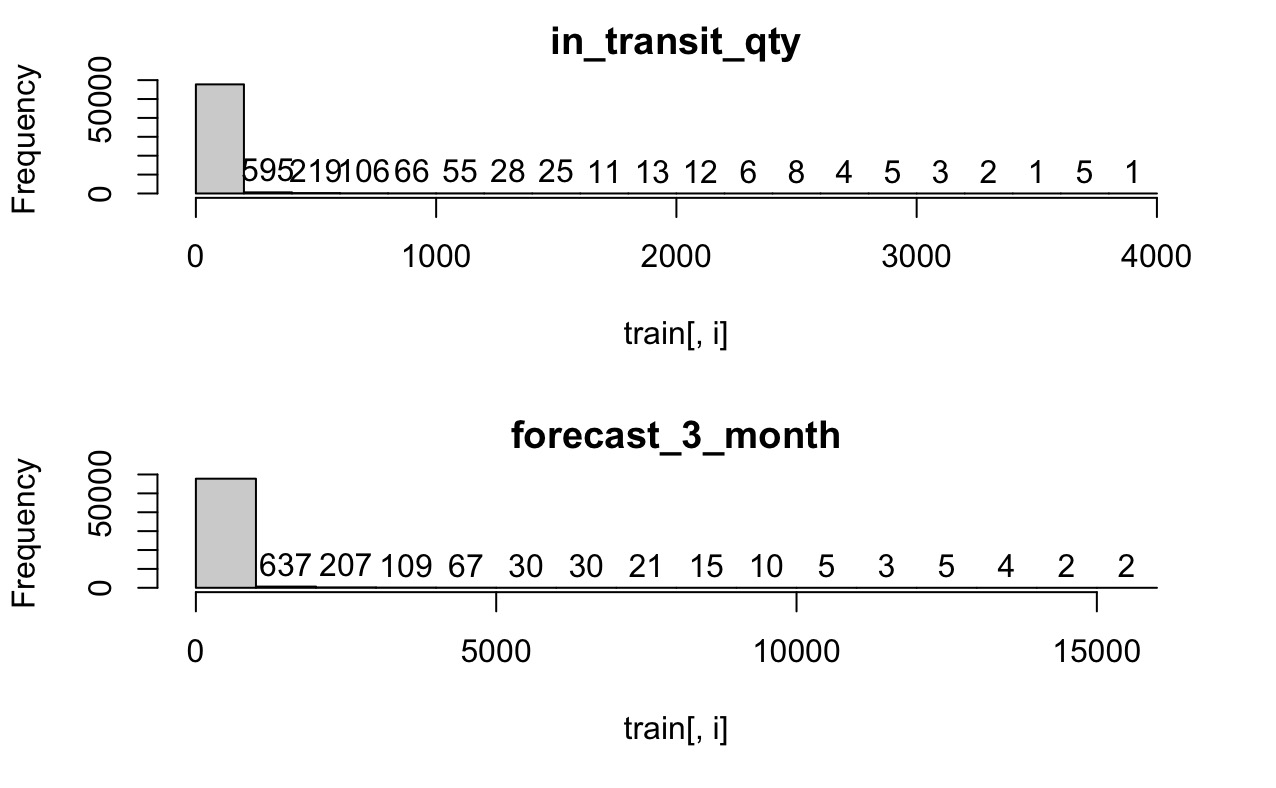 in_transit_qty
Frequency
50000
0
595 219 106 66 55 28 25 11 13 12 6 8 4 5 3 2 1 5 1
0 1000 2000 3000 4000
train[, i]
forecast_3_month
Frequency
50000
0
637 207 109 67 30 30 21 15 10 5 3 5 4 2 2
0 5000 10000 15000
train[, i]